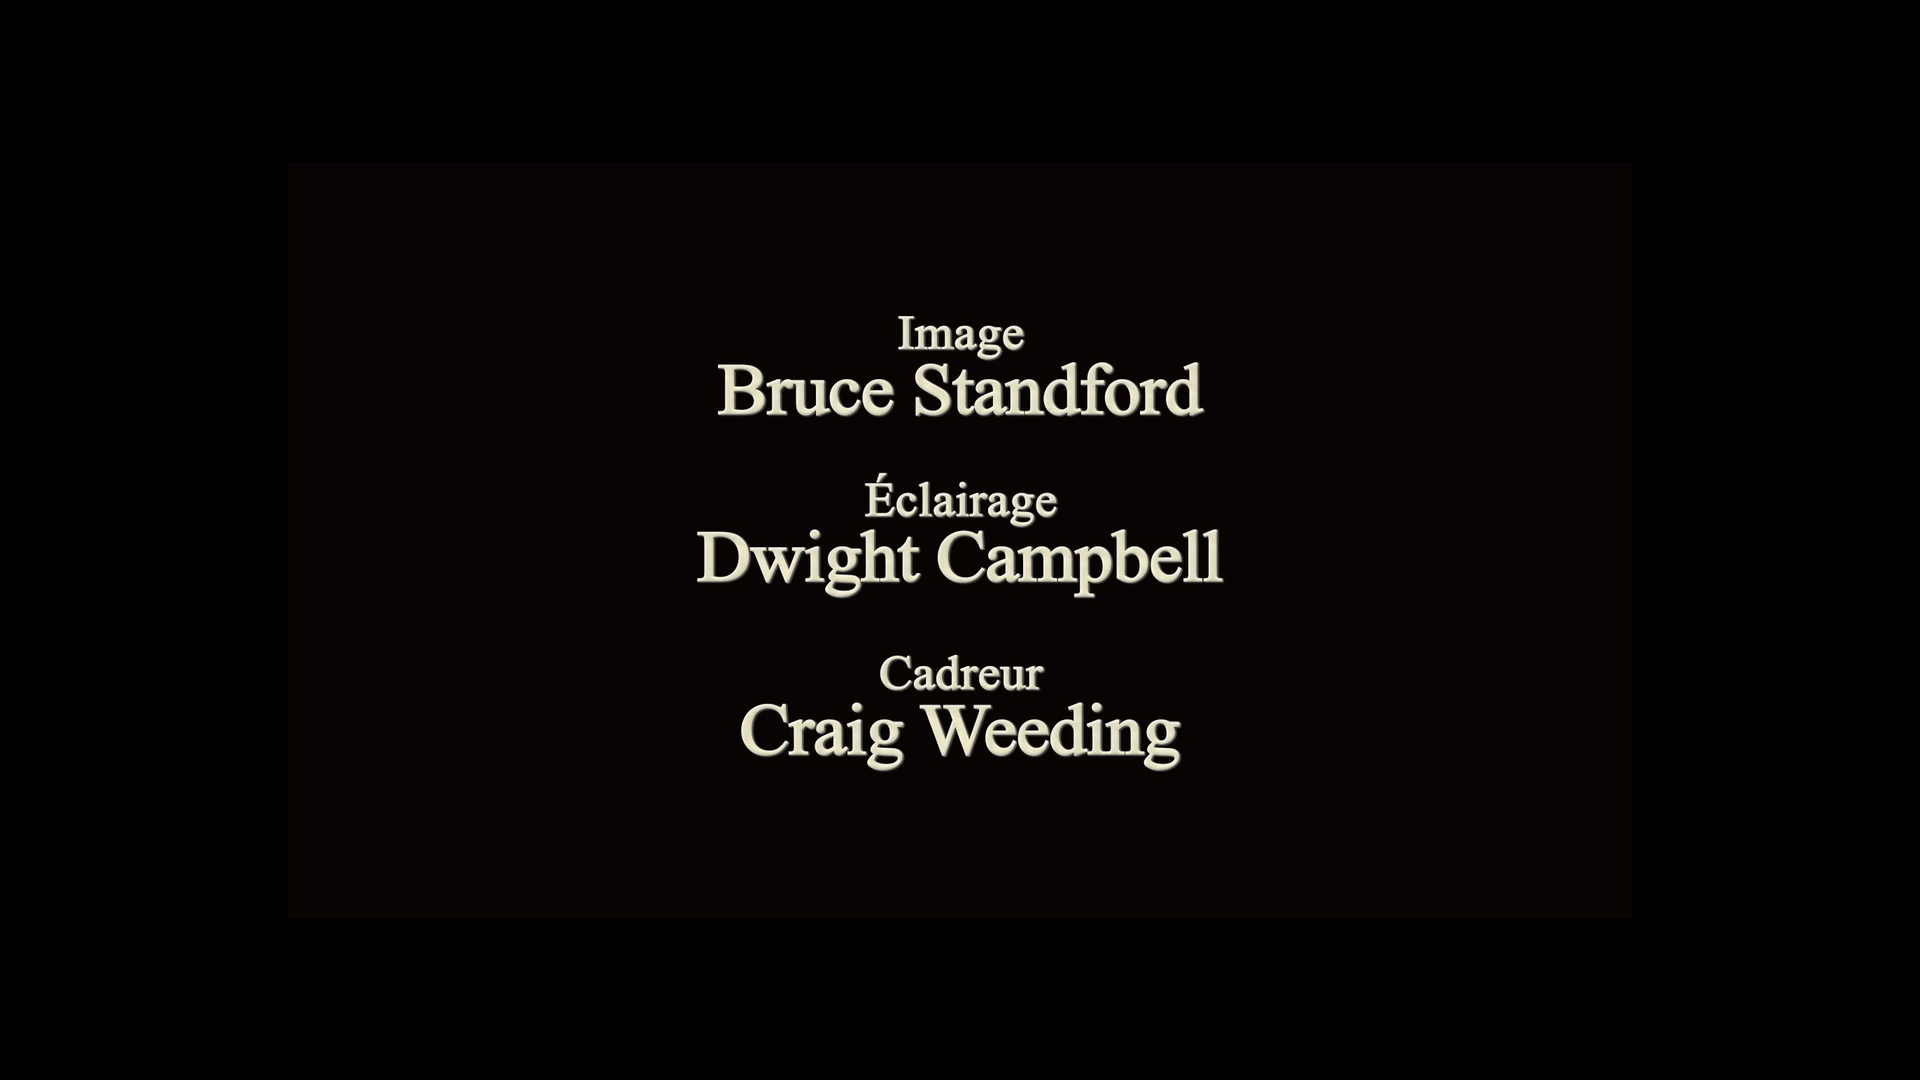 Image
Bruce Standford
Éclairage
Dwight Campbell
Cadreur
Craig Weeding